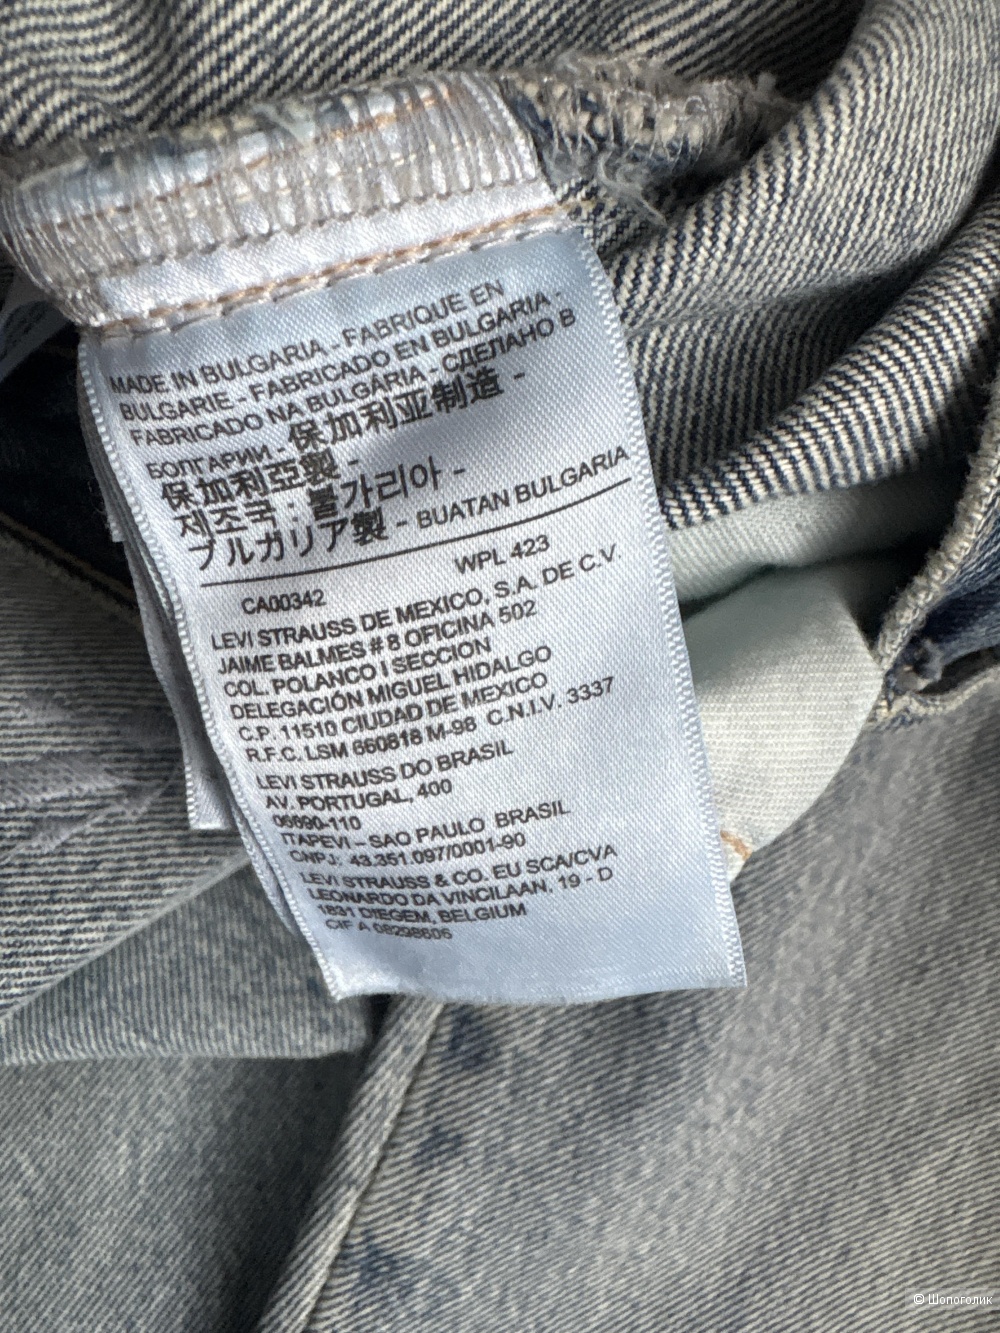 MADE IN BULGARIA - FABRIQUE EN
BULGARIE - FABRICADO EN BULGARIA -
FABRICADO NA BULGÁRIA - СДЕЛАНО В
БОЛГАРИИ - 保加利亚制造 -
保加利亞製 -
제조국 : 불가리아 -
ブルガリア製 - BUATAN BULGARIA
WPL 423
CA00342
LEVI STRAUSS DE MEXICO, S.A. DE C.V.
JAIME BALMES # 8 OFICINA 502
COL. POLANCO I SECCION
DELEGACIÓN MIGUEL HIDALGO
C.P. 11510 CIUDAD DE MEXICO
R.F.C. LSM 660818 M-98 C.N.I.V. 3337
LEVI STRAUSS DO BRASIL
AV. PORTUGAL, 400
06690-110
ITAPEVI – SAO PAULO BRASIL
CNPJ: 43.351.097/0001-90
LEVI STRAUSS & CO. EU SCA/CVA
LEONARDO DA VINCILAAN, 19 - D
1831 DIEGEM, BELGIUM
CIF A 08298605
© Шопоголик